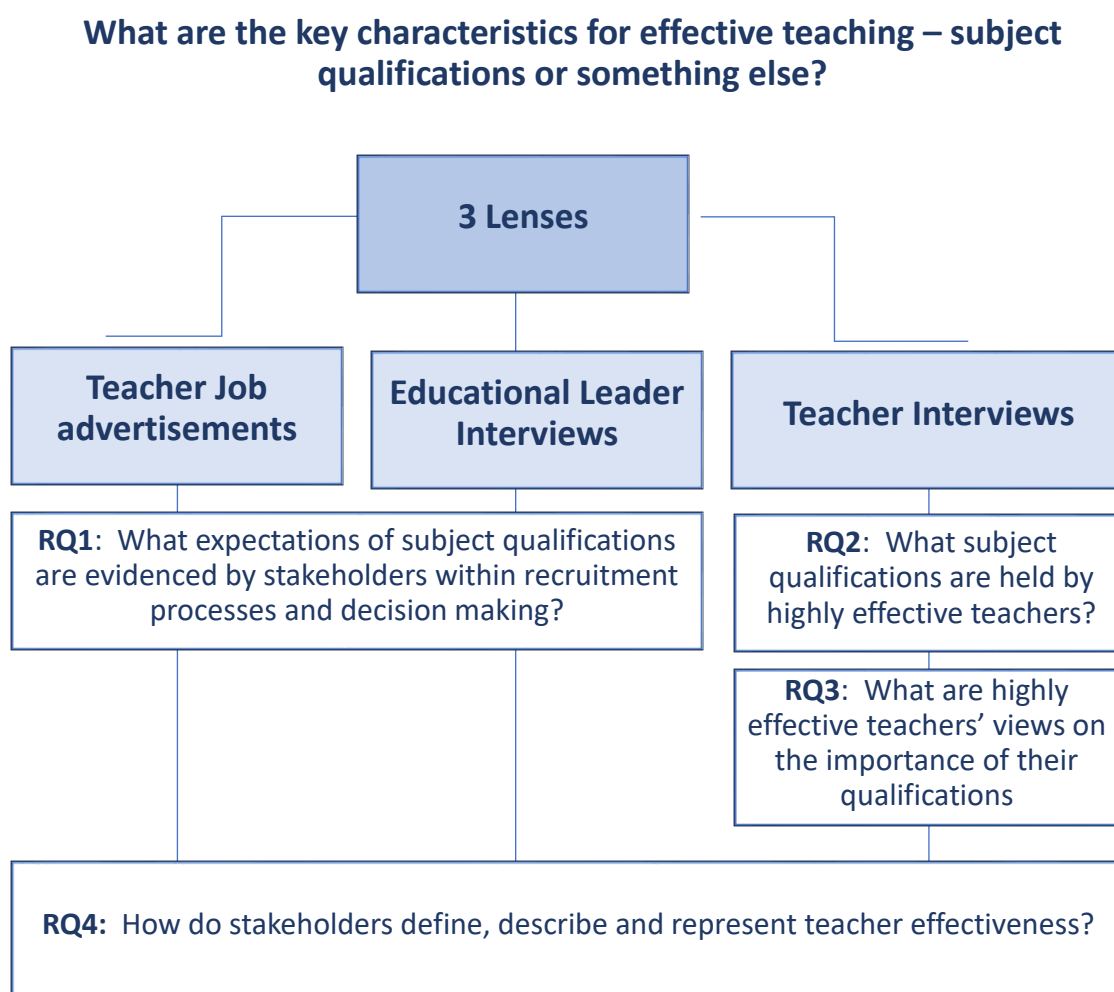 What are the key characteristics for effective teaching – subject
qualifications or something else?
3 Lenses
Teacher Job
advertisements
Educational Leader
Interviews
Teacher Interviews
RQ1:  What expectations of subject qualifications
are evidenced by stakeholders within recruitment
processes and decision making?
RQ2:  What subject
qualifications are held by
highly effective teachers?
RQ3:  What are highly
effective teachers’ views on
the importance of their
qualifications
RQ4:  How do stakeholders define, describe and represent teacher effectiveness?